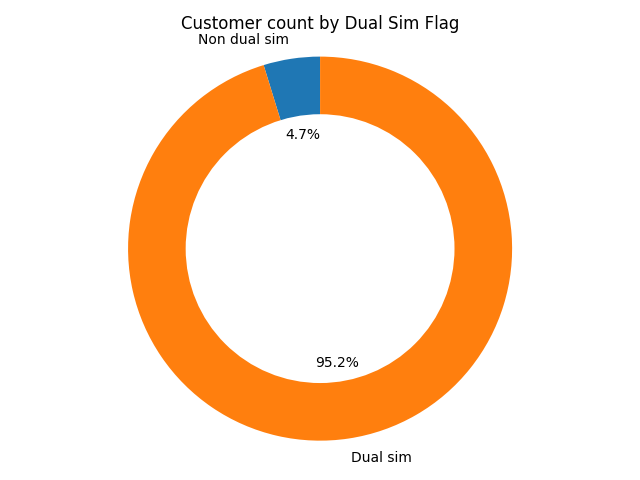 Customer count by Dual Sim Flag
Non dual sim
4.7%
95.2%
Dual sim